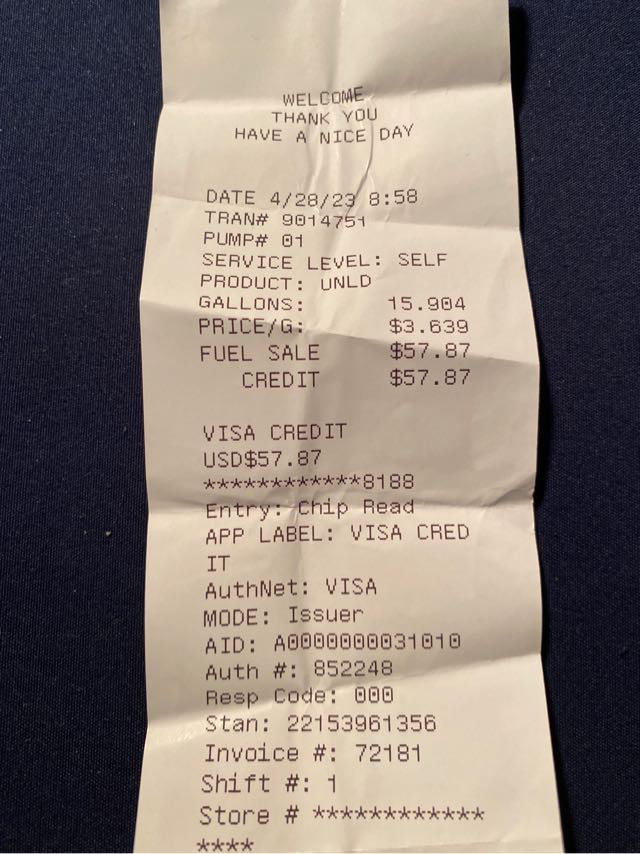 WELCOME
THANK YOU
HAVE A NICE DAY
DATE 4/28/23 8:58
TRAN# 9014751
PUMP# 01
SERVICE LEVEL: SELF
PRODUCT: UNLD
GALLONS: 15.904
PRICE/G: $3.639
FUEL SALE $57.87
CREDIT $57.87
VISA CREDIT
USD$57.87
************8188
Entry: Chip Read
APP LABEL: VISA CRED
IT
AuthNet: VISA
MODE: Issuer
AID: A0000000031010
Auth #: 852248
Resp Code: 000
Stan: 22153961356
Invoice #: 72181
Shift #: 1
Store # ************
****